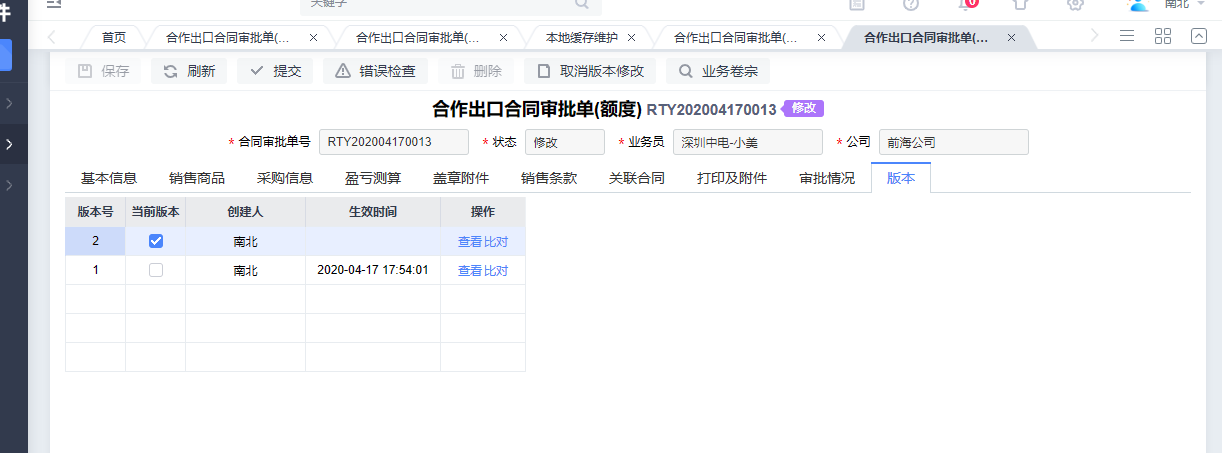 件
关键字
0
南北
首页
合作出口合同审批单(...
合作出口合同审批单(...
本地缓存维护
合作出口合同审批单(...
合作出口合同审批单(...
保存
刷新
提交
错误检查
删除
取消版本修改
业务卷宗
合作出口合同审批单(额度) RTY202004170013 修改
* 合同审批单号 RTY202004170013
* 状态 修改
* 业务员 深圳中电-小美
* 公司 前海公司
基本信息
销售商品
采购信息
盈亏测算
盖章附件
销售条款
关联合同
打印及附件
审批情况
版本
版本号 当前版本 创建人 生效时间 操作
2 南北 查看比对
1 南北 2020-04-17 17:54:01 查看比对